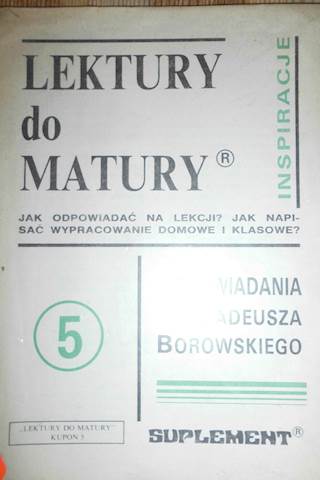 LEKTURY
do
MATURY®
INSPIRACJE
JAK ODPOWIADAĆ NA LEKCJI? JAK NAPI-
SAĆ WYPRACOWANIE DOMOWE I KLASOWE?
5
WIADANIA
ADEUSZA
BOROWSKIEGO
„LEKTURY DO MATURY"
KUPON 5
SUPLEMENT®